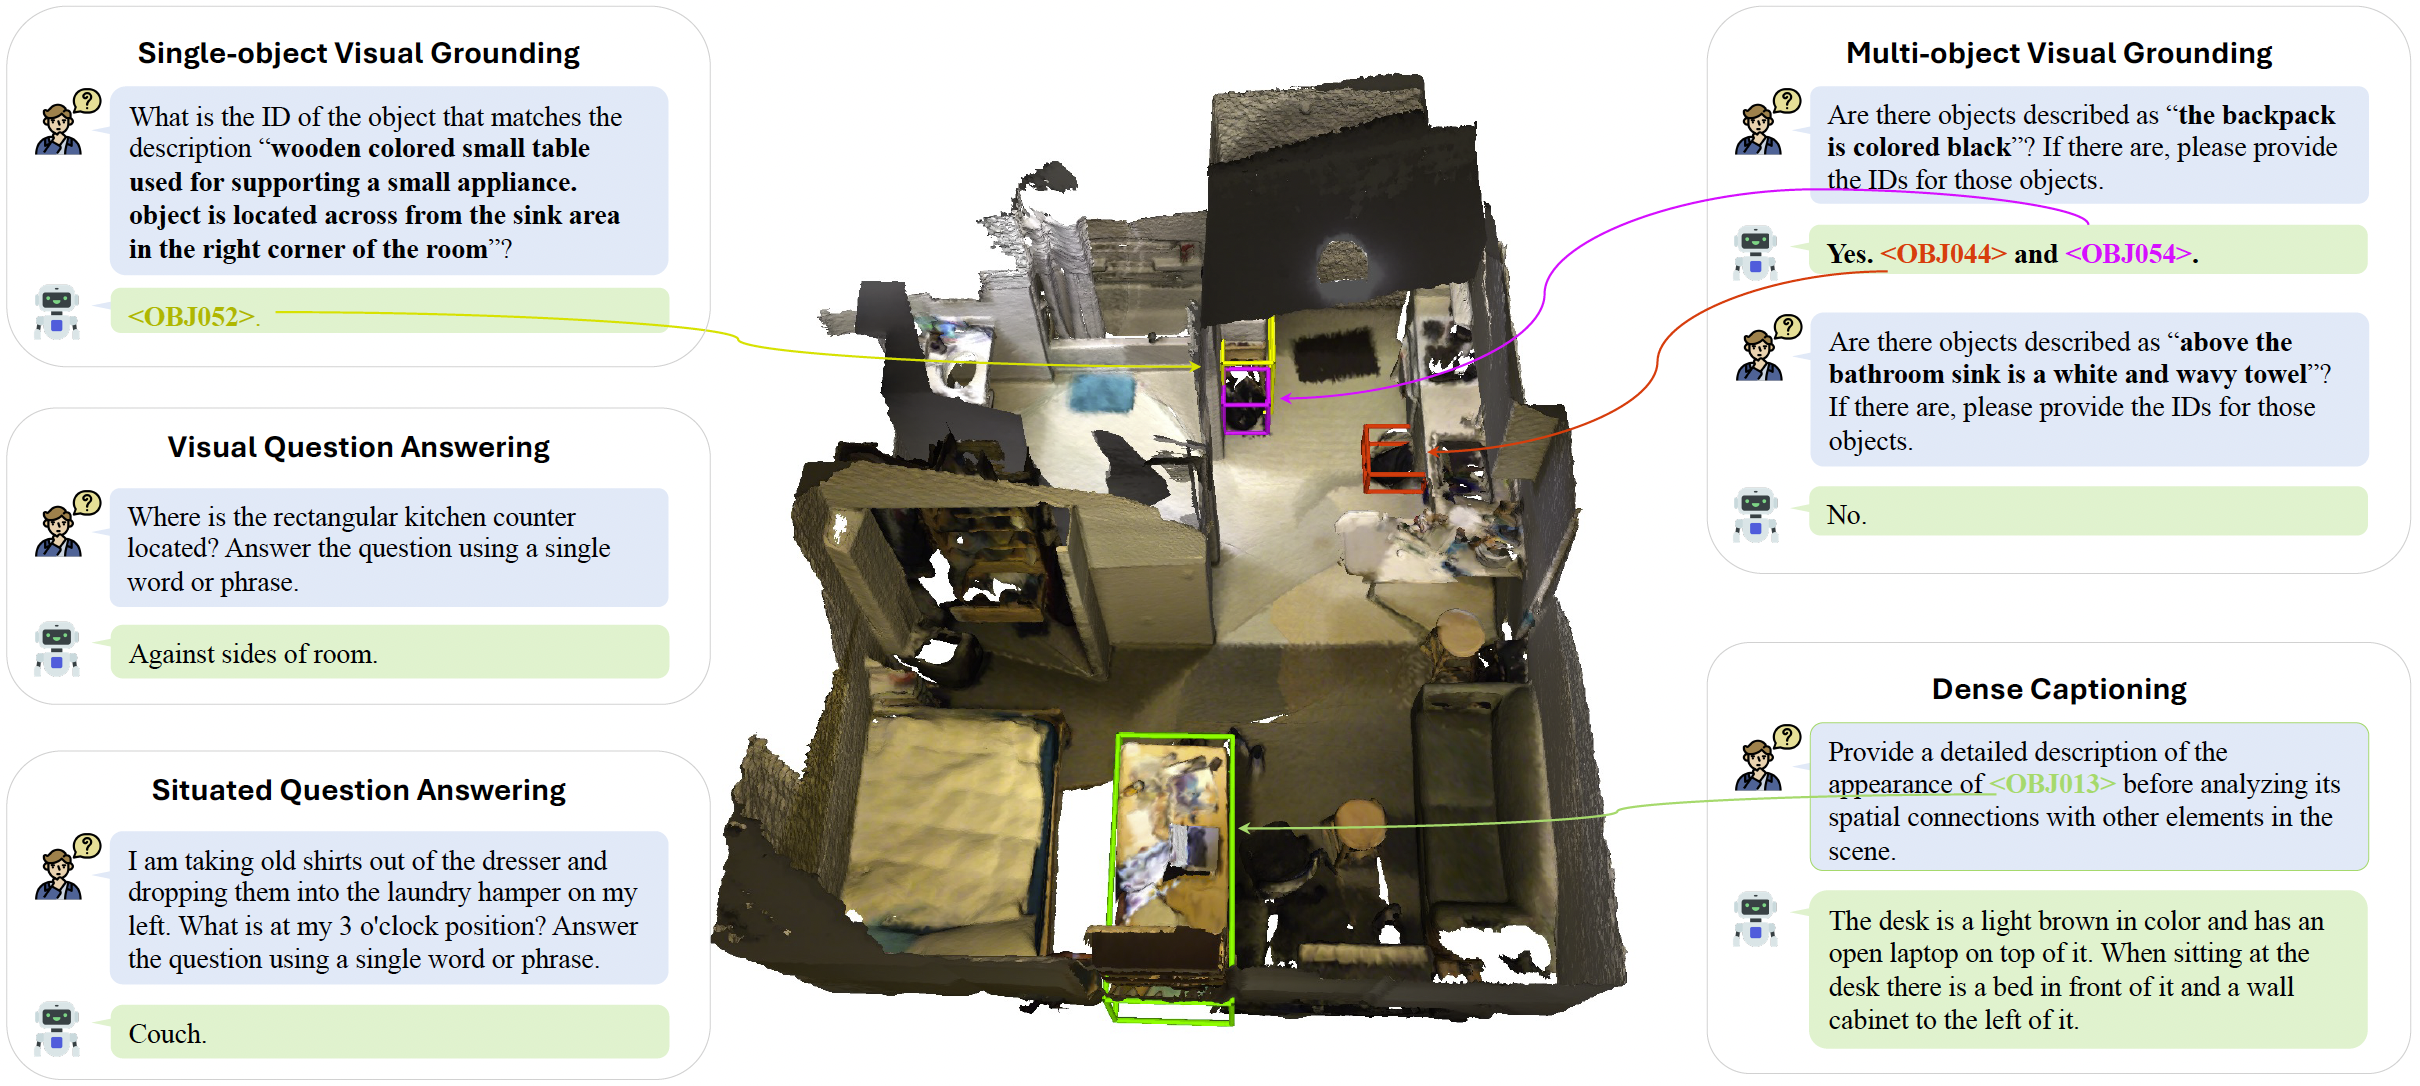 Single-object Visual Grounding
What is the ID of the object that matches the
description “wooden colored small table
used for supporting a small appliance.
object is located across from the sink area
in the right corner of the room”?
<OBJ052>.
Visual Question Answering
Where is the rectangular kitchen counter
located? Answer the question using a single
word or phrase.
Against sides of room.
Situated Question Answering
I am taking old shirts out of the dresser and
dropping them into the laundry hamper on my
left. What is at my 3 o'clock position? Answer
the question using a single word or phrase.
Couch.
Multi-object Visual Grounding
Are there objects described as “the backpack
is colored black”? If there are, please provide
the IDs for those objects.
Yes. <OBJ044> and <OBJ054>.
Are there objects described as “above the
bathroom sink is a white and wavy towel”?
If there are, please provide the IDs for those
objects.
No.
Dense Captioning
Provide a detailed description of the
appearance of <OBJ013> before analyzing its
spatial connections with other elements in the
scene.
The desk is a light brown in color and has an
open laptop on top of it. When sitting at the
desk there is a bed in front of it and a wall
cabinet to the left of it.